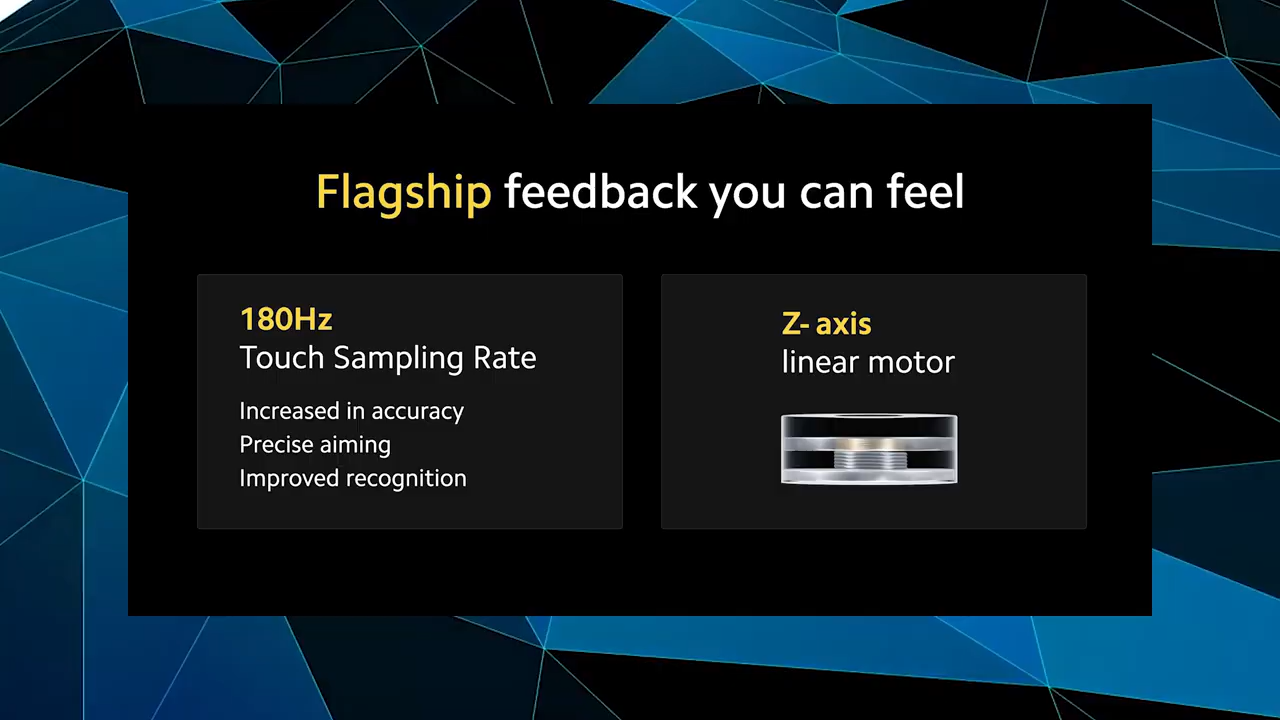 Flagship feedback you can feel
180Hz
Touch Sampling Rate
Increased in accuracy
Precise aiming
Improved recognition
Z- axis
linear motor